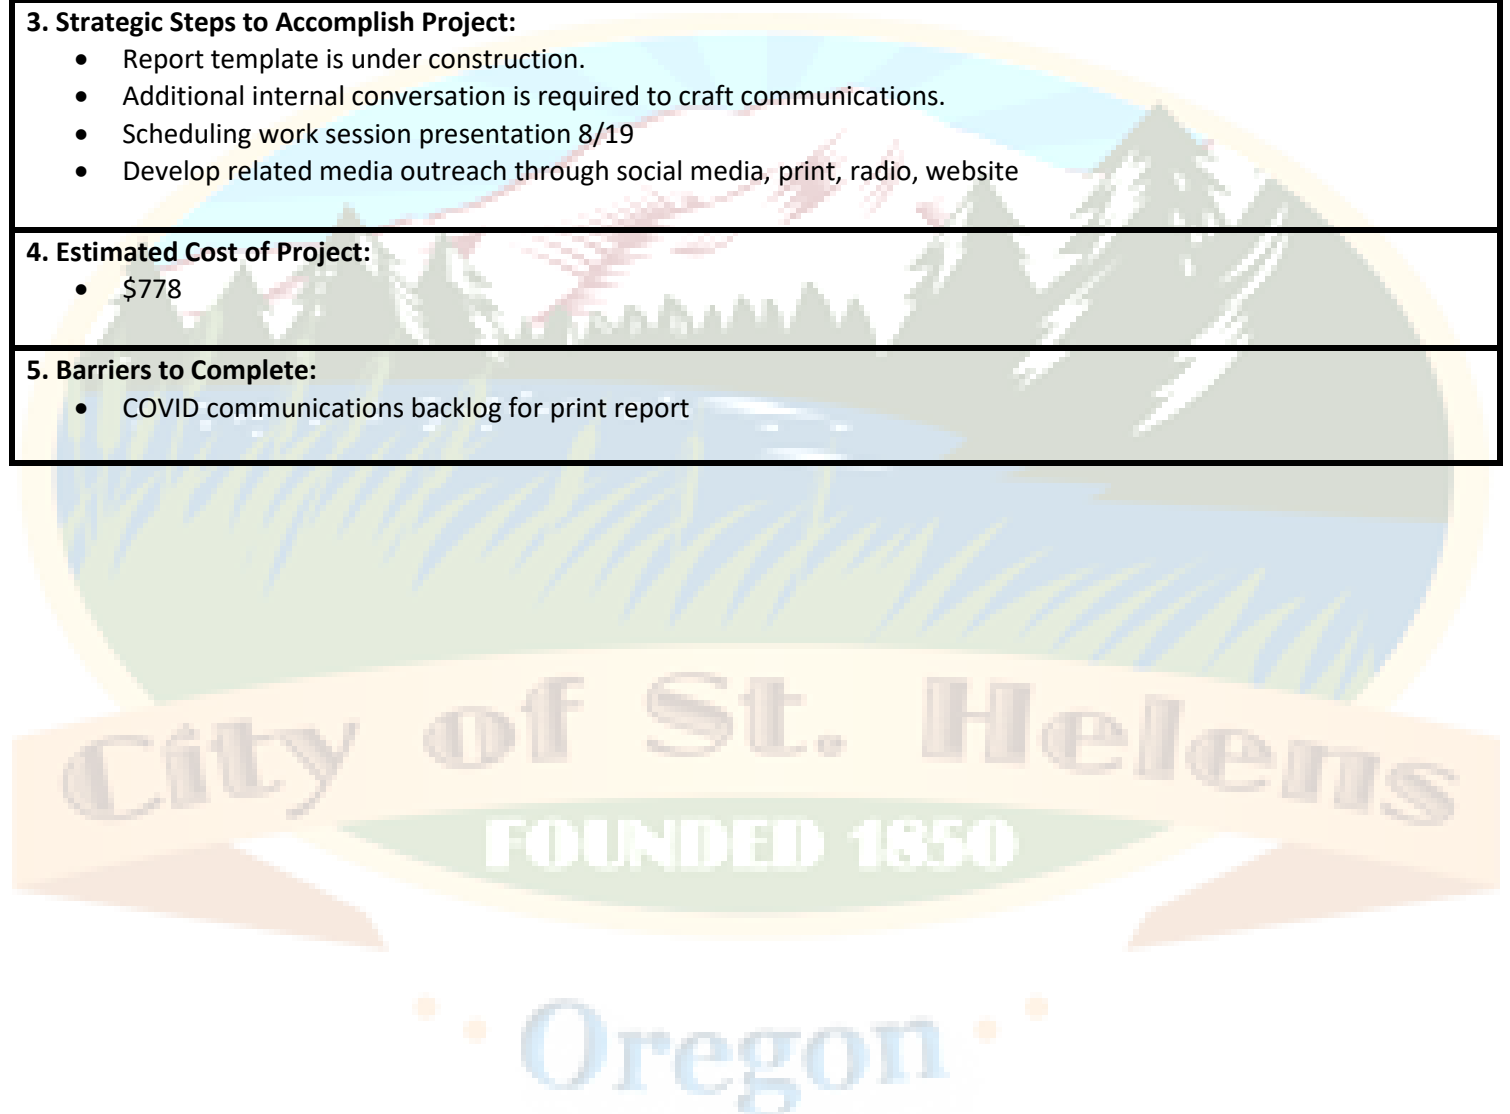 3. Strategic Steps to Accomplish Project:
• Report template is under construction.
• Additional internal conversation is required to craft communications.
• Scheduling work session presentation 8/19
• Develop related media outreach through social media, print, radio, website
4. Estimated Cost of Project:
• $778
5. Barriers to Complete:
• COVID communications backlog for print report
City of St. Helens
FOUNDED 1850
Oregon